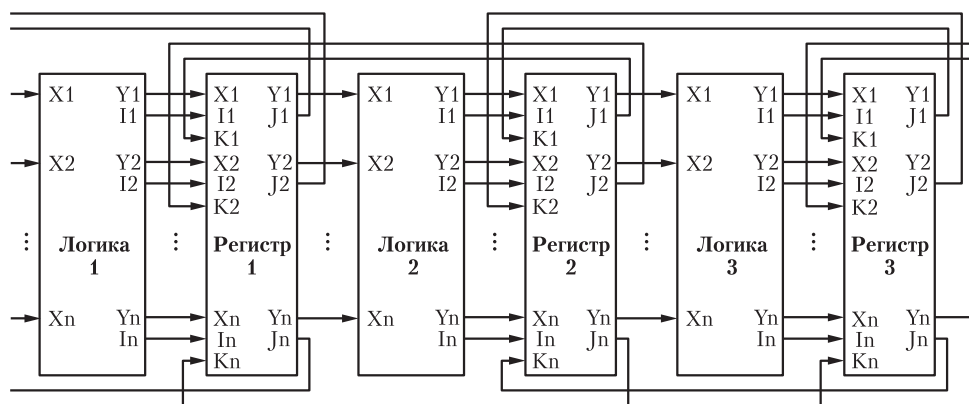 X1 Y1 X1 Y1 X1 Y1 X1 Y1 X1 Y1 X1 Y1
I1 I1 J1 I1 I1 J1 I1 I1 J1
K1 K1 K1
X2 Y2 X2 Y2 X2 Y2 X2 Y2 X2 Y2 X2 Y2
I2 I2 J2 I2 I2 J2 I2 I2 J2
K2 K2 K2
⋮ Логика ⋮ Регистр ⋮ Логика ⋮ Регистр ⋮ Логика ⋮ Регистр
1 1 2 2 3 3
Xn Yn Xn Yn Xn Yn Xn Yn Xn Yn Xn Yn
In In Jn In In Jn In In Jn
Kn Kn Kn